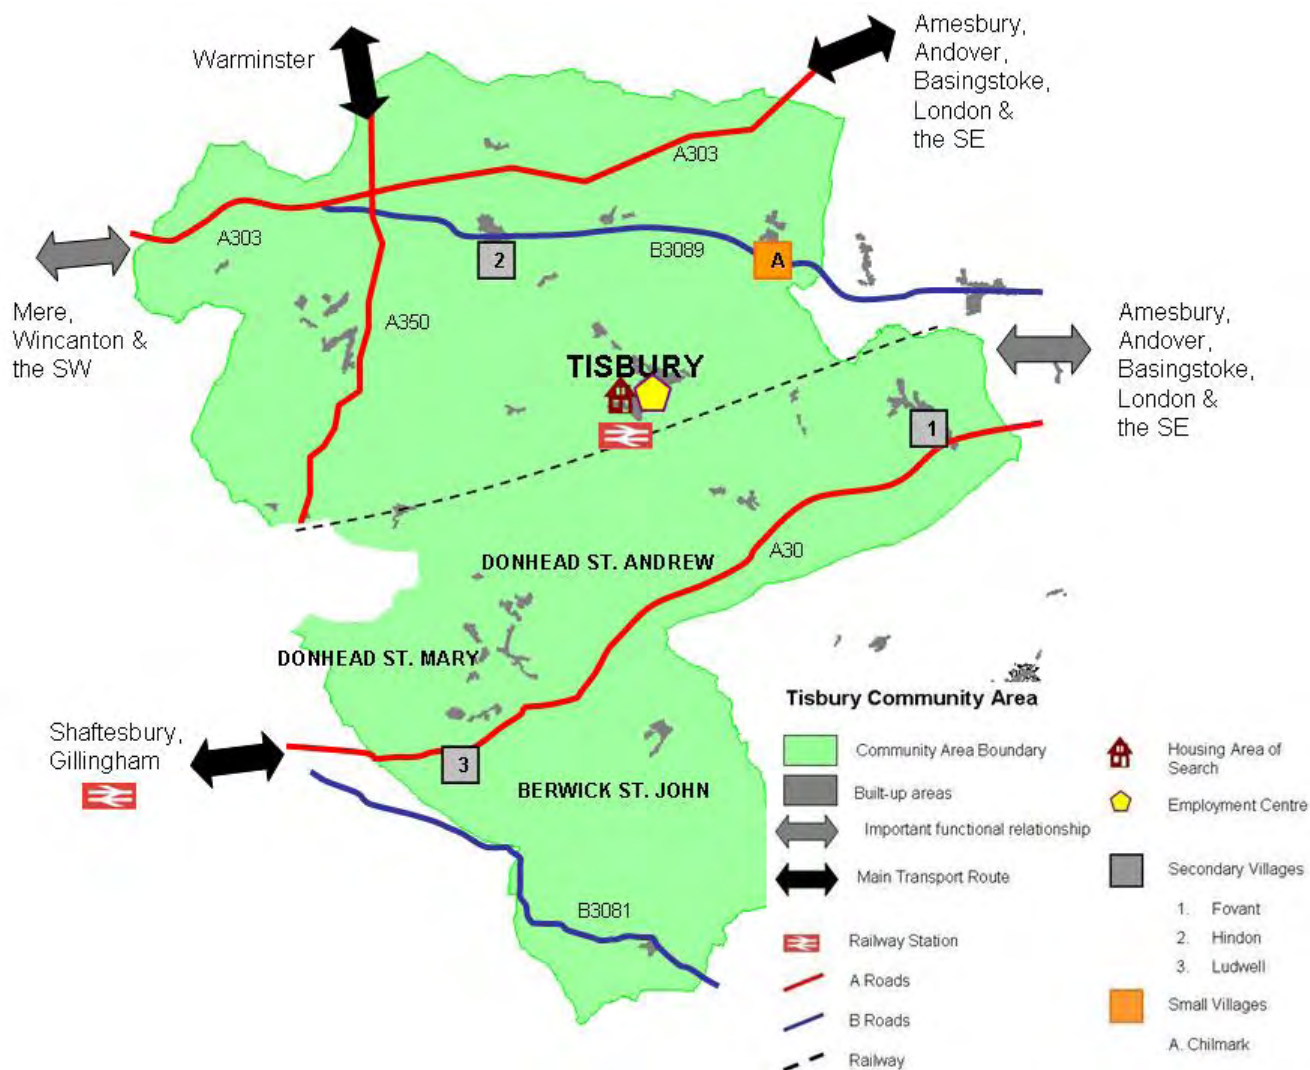 Warminster
Amesbury,
Andover,
Basingstoke,
London &
the SE
A303
A303
B3089
2
A
Mere,
Wincanton &
the SW
A350
Amesbury,
Andover,
Basingstoke,
London &
the SE
TISBURY
1
A30
DONHEAD ST. ANDREW
DONHEAD ST. MARY
Shaftesbury,
Gillingham
3
BERWICK ST. JOHN
B3081
Tisbury Community Area
Community Area Boundary
Built-up areas
Important functional relationship
Main Transport Route
Railway Station
A Roads
B Roads
Railway
Housing Area of
Search
Employment Centre
Secondary Villages
1. Fovant
2. Hindon
3. Ludwell
Small Villages
A. Chilmark